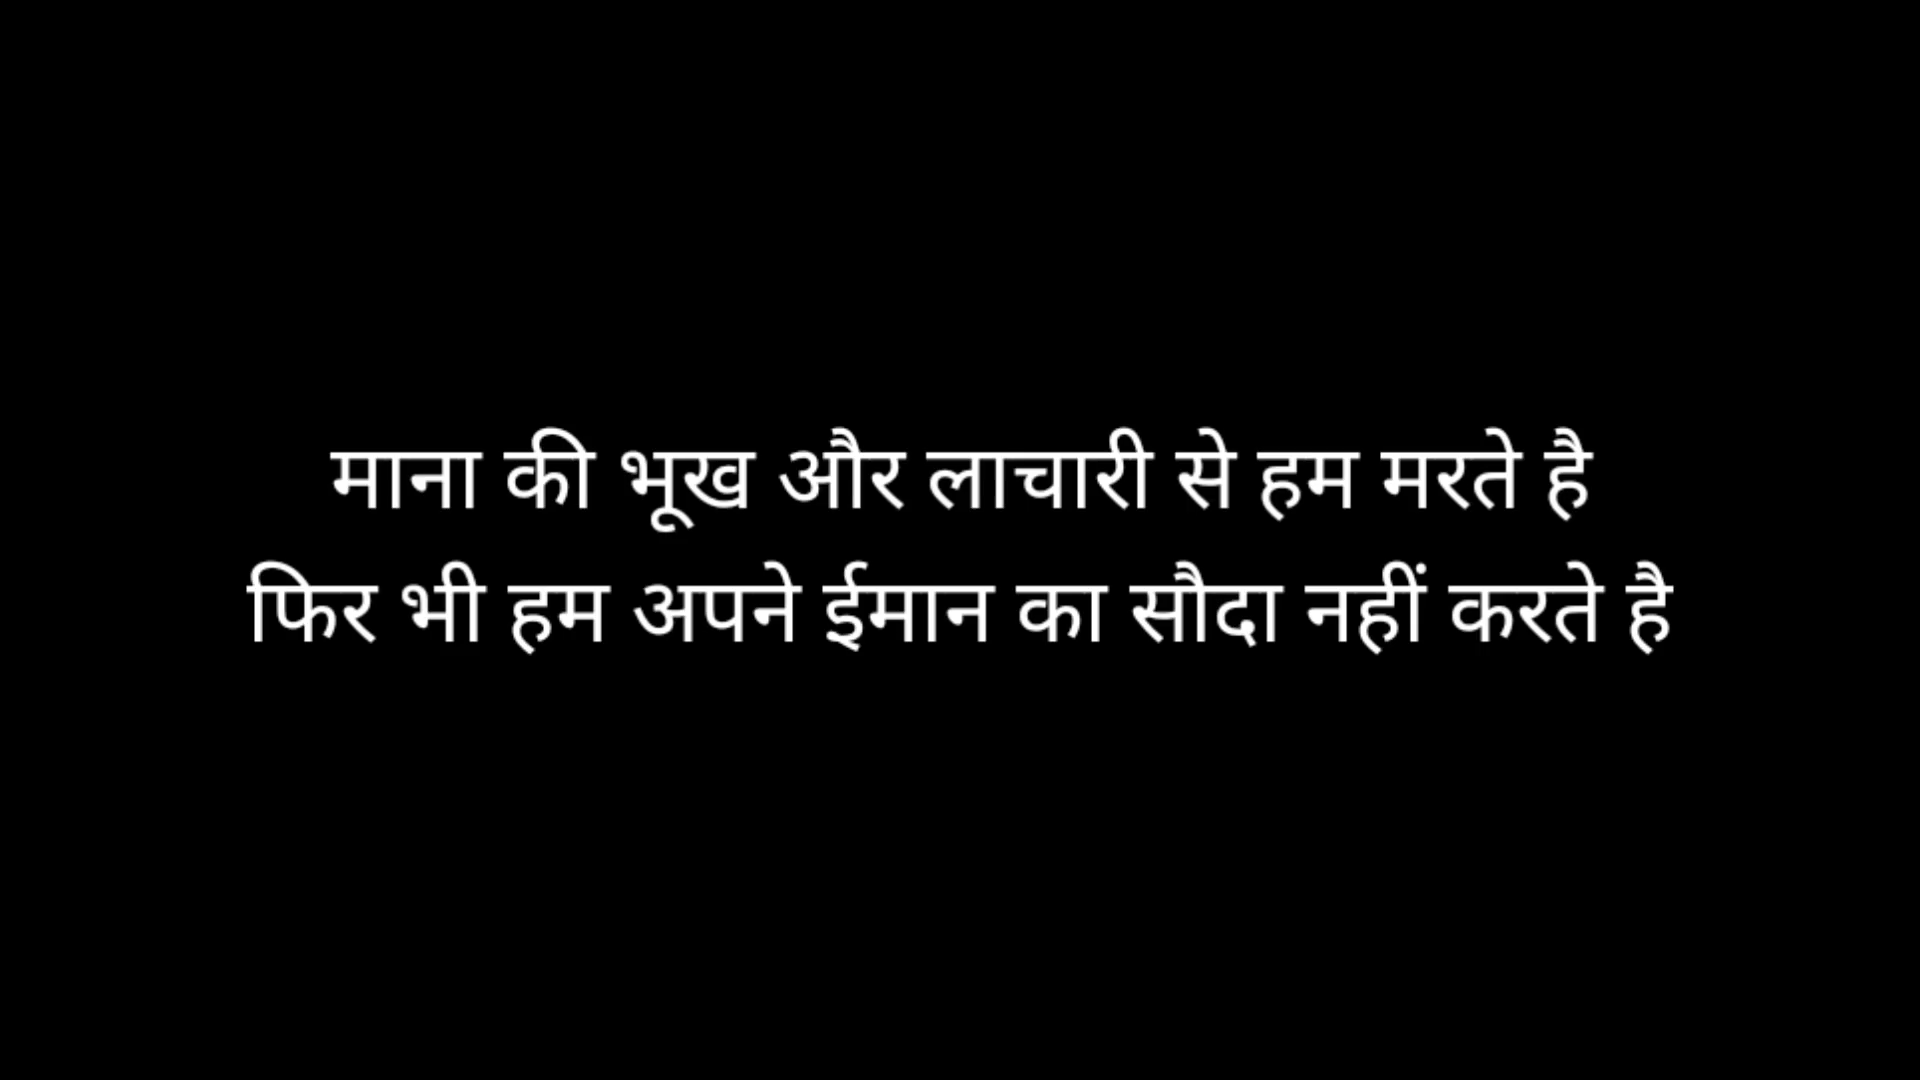 माना की भूख और लाचारी से हम मरते है
फिर भी हम अपने ईमान का सौदा नहीं करते है